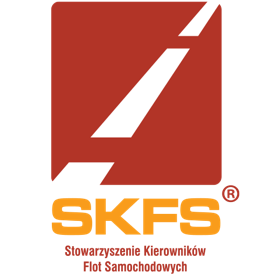 SKFS®
Stowarzyszenie Kierowników
Flot Samochodowych